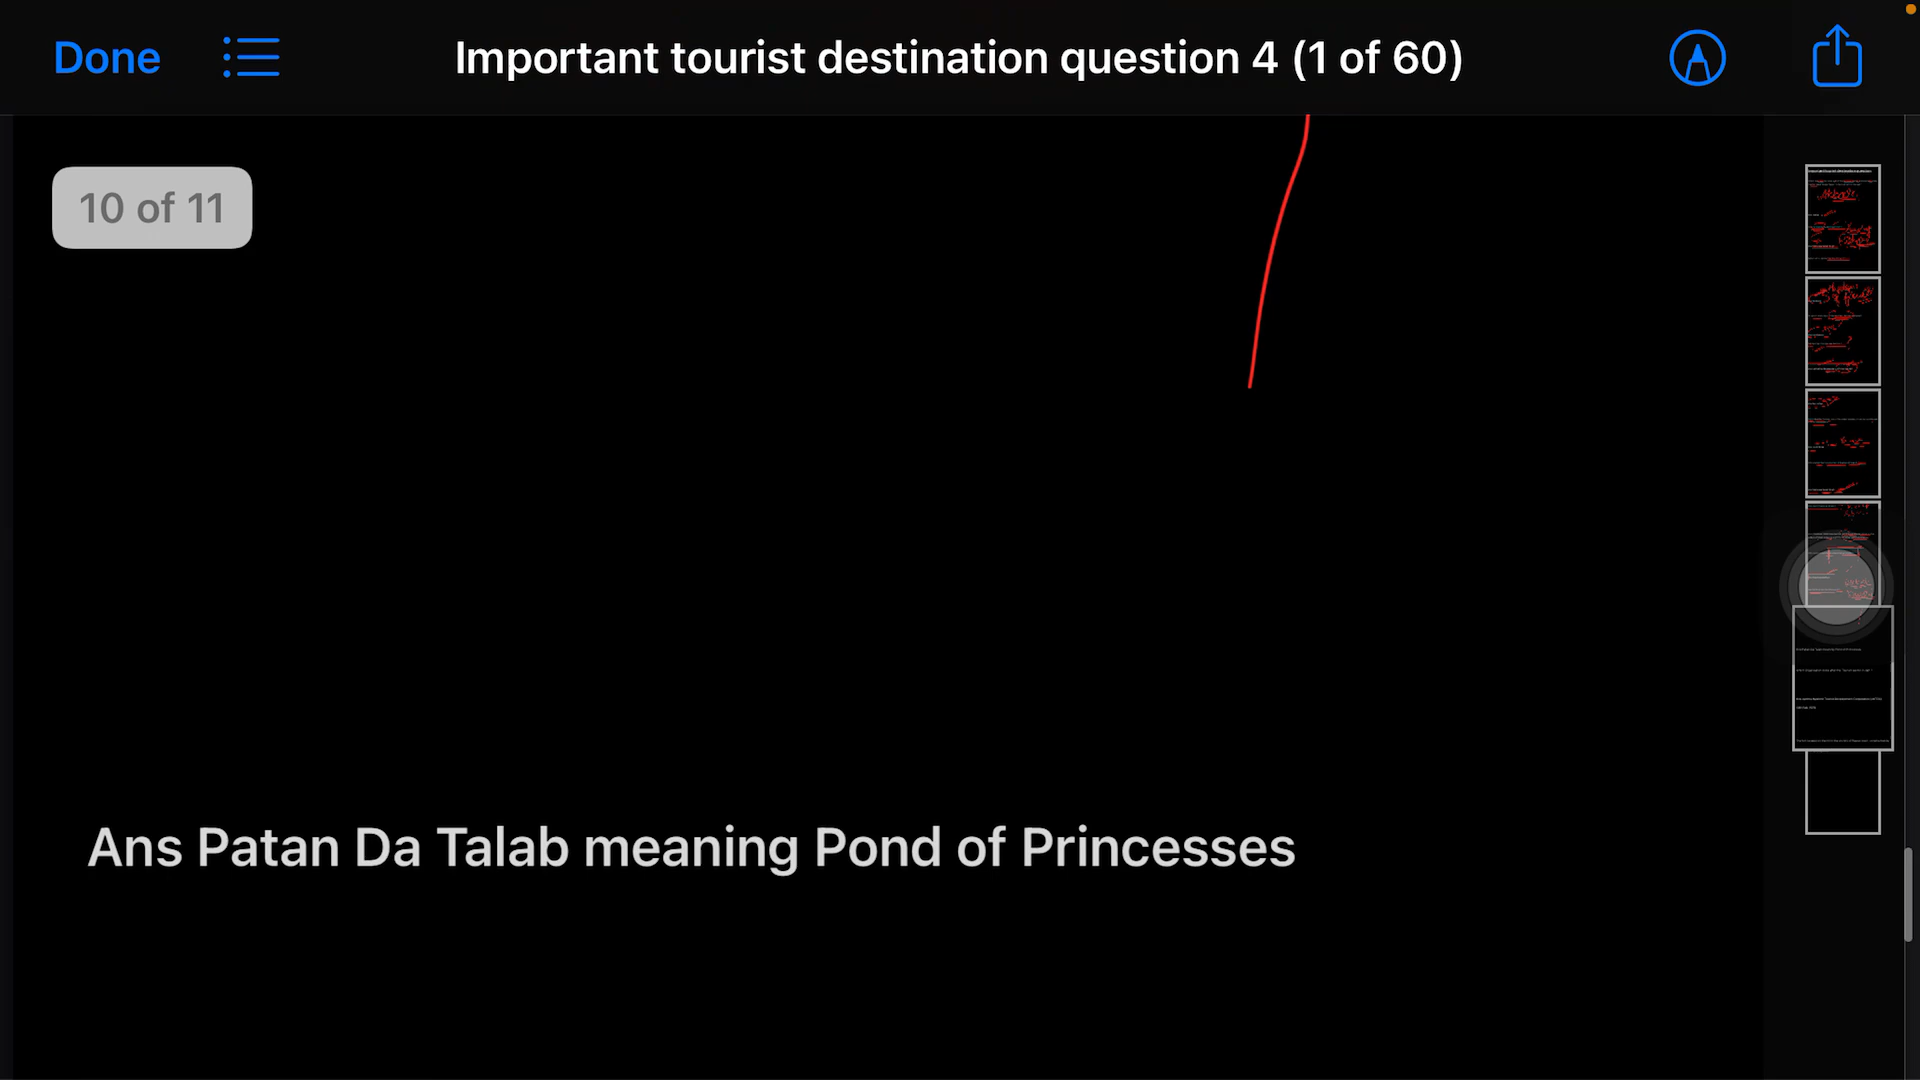 Done
Important tourist destination question 4 (1 of 60)
10 of 11
Ans Patan Da Talab meaning Pond of Princesses